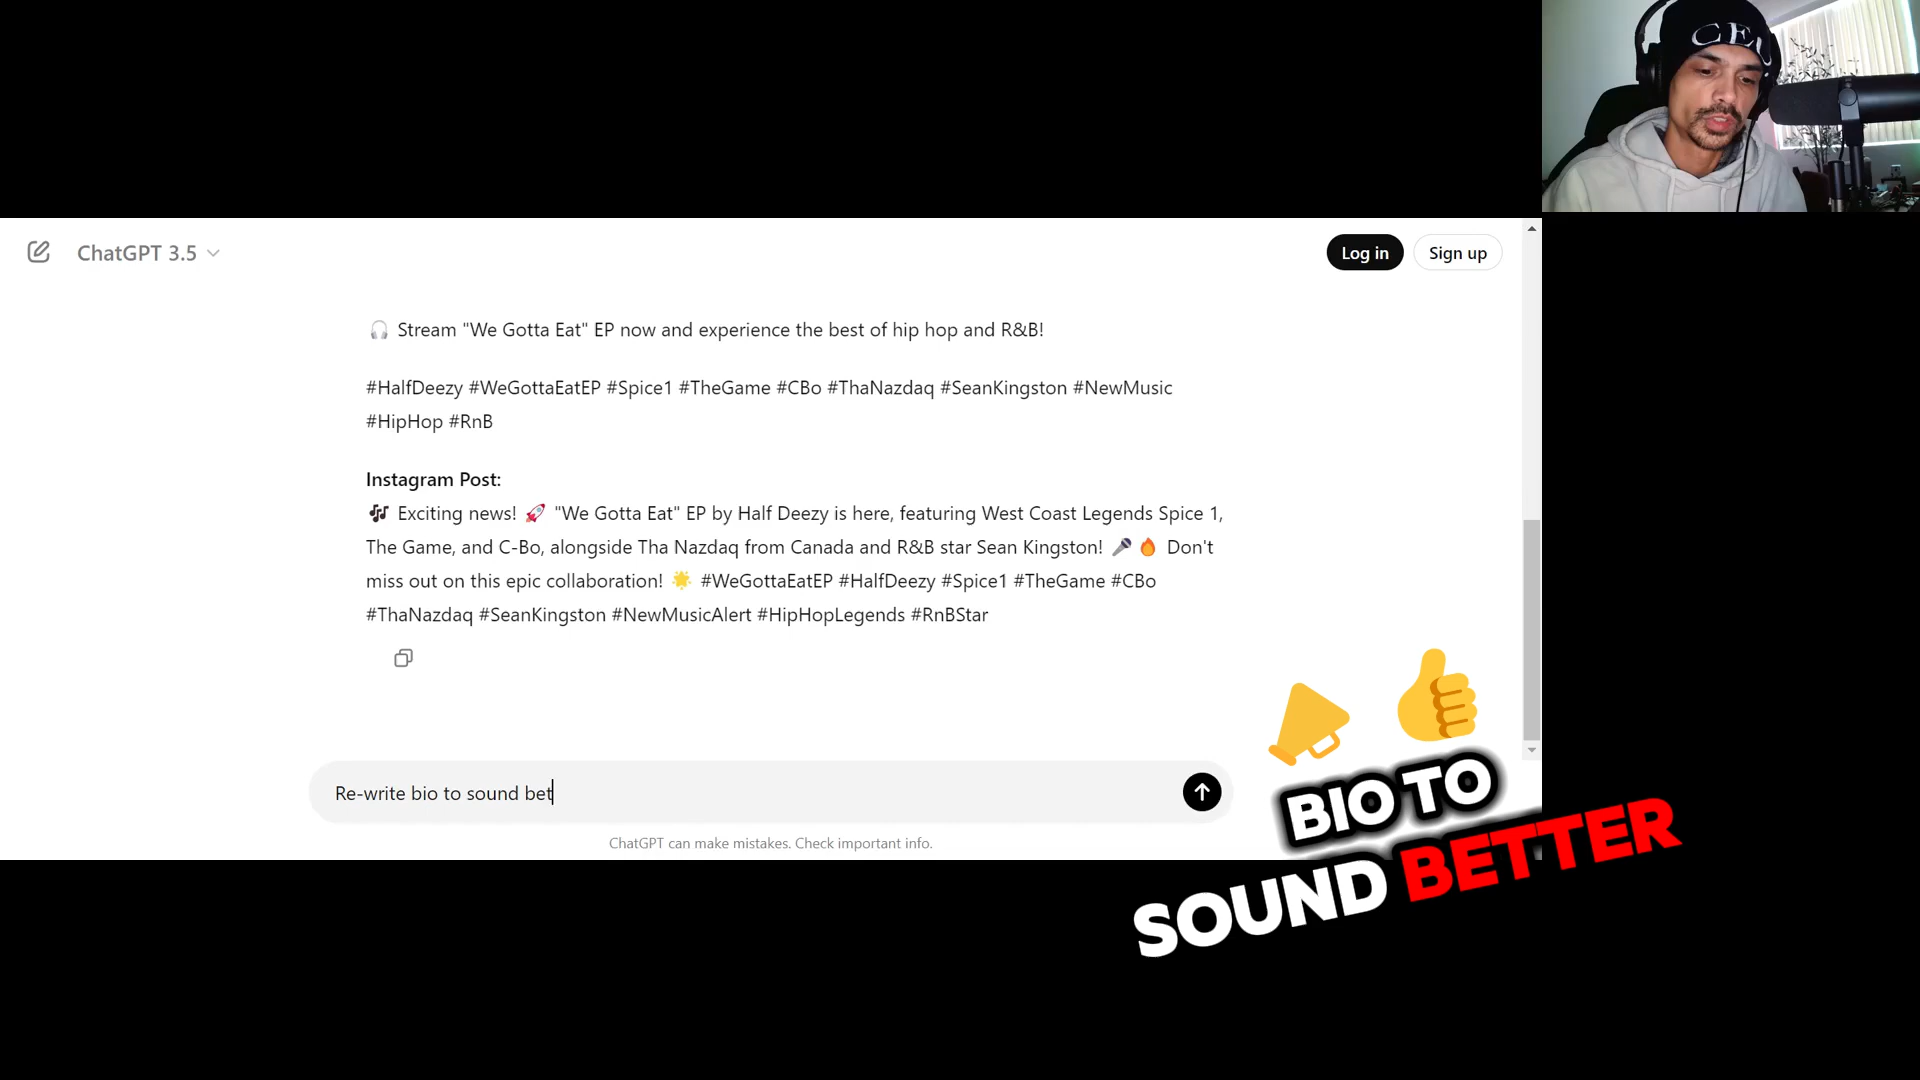 CEO
ChatGPT 3.5
Log in
Sign up
Stream "We Gotta Eat" EP now and experience the best of hip hop and R&B!
#HalfDeezy #WeGottaEatEP #Spice1 #TheGame #CBo #ThaNazdaq #SeanKingston #NewMusic
#HipHop #RnB
Instagram Post:
Exciting news! 🚀 "We Gotta Eat" EP by Half Deezy is here, featuring West Coast Legends Spice 1,
The Game, and C-Bo, alongside Tha Nazdaq from Canada and R&B star Sean Kingston! 🎤🔥 Don't
miss out on this epic collaboration! 🌟 #WeGottaEatEP #HalfDeezy #Spice1 #TheGame #CBo
#ThaNazdaq #SeanKingston #NewMusicAlert #HipHopLegends #RnBStar
Re-write bio to sound bet
ChatGPT can make mistakes. Check important info.
BIO TO
SOUND BETTER